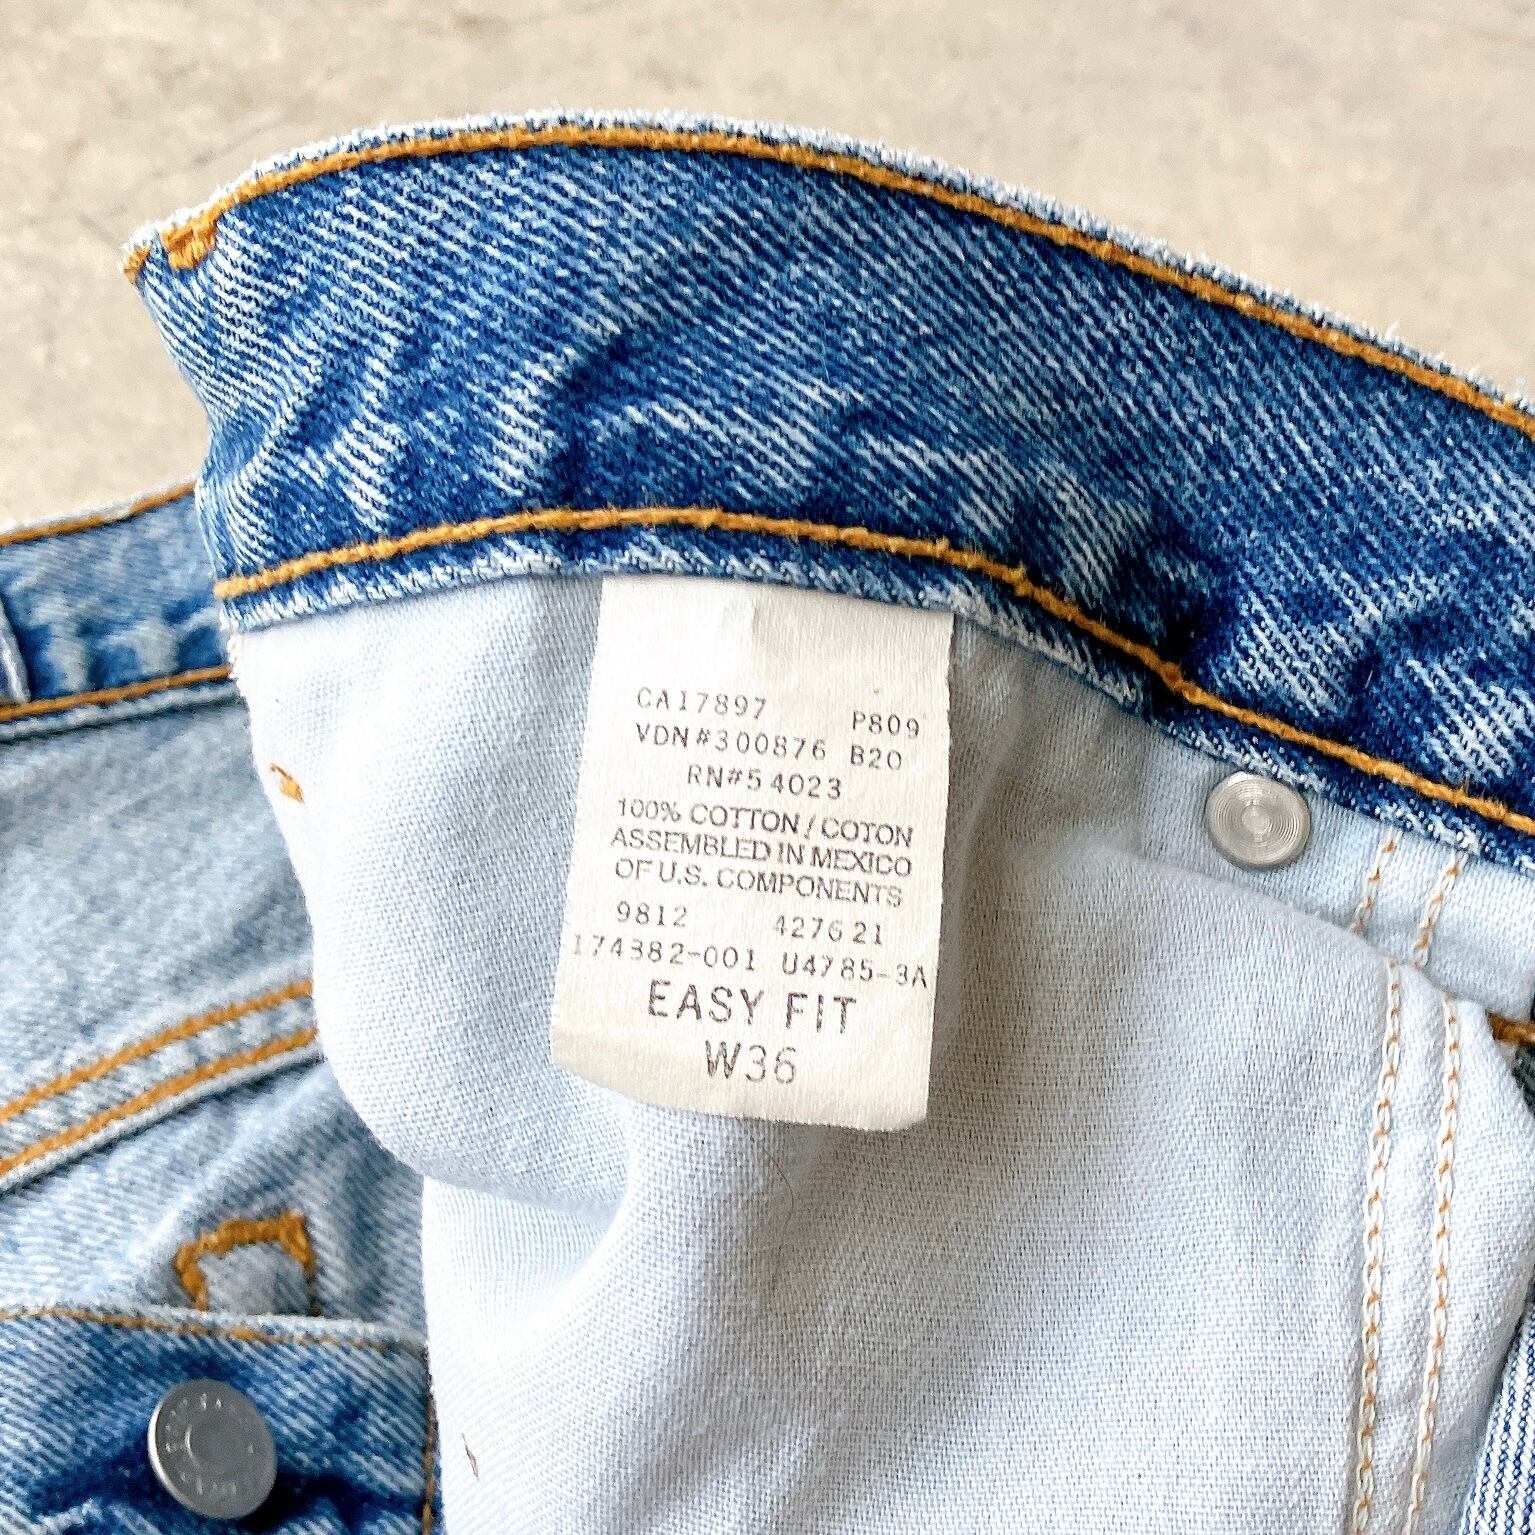 CA17897 P809
VDN#300876 B20
RN#54023
100% COTTON / COTON
ASSEMBLED IN MEXICO
OF U.S. COMPONENTS
9812 427621
174382-001 U4785-3A
EASY FIT
W36